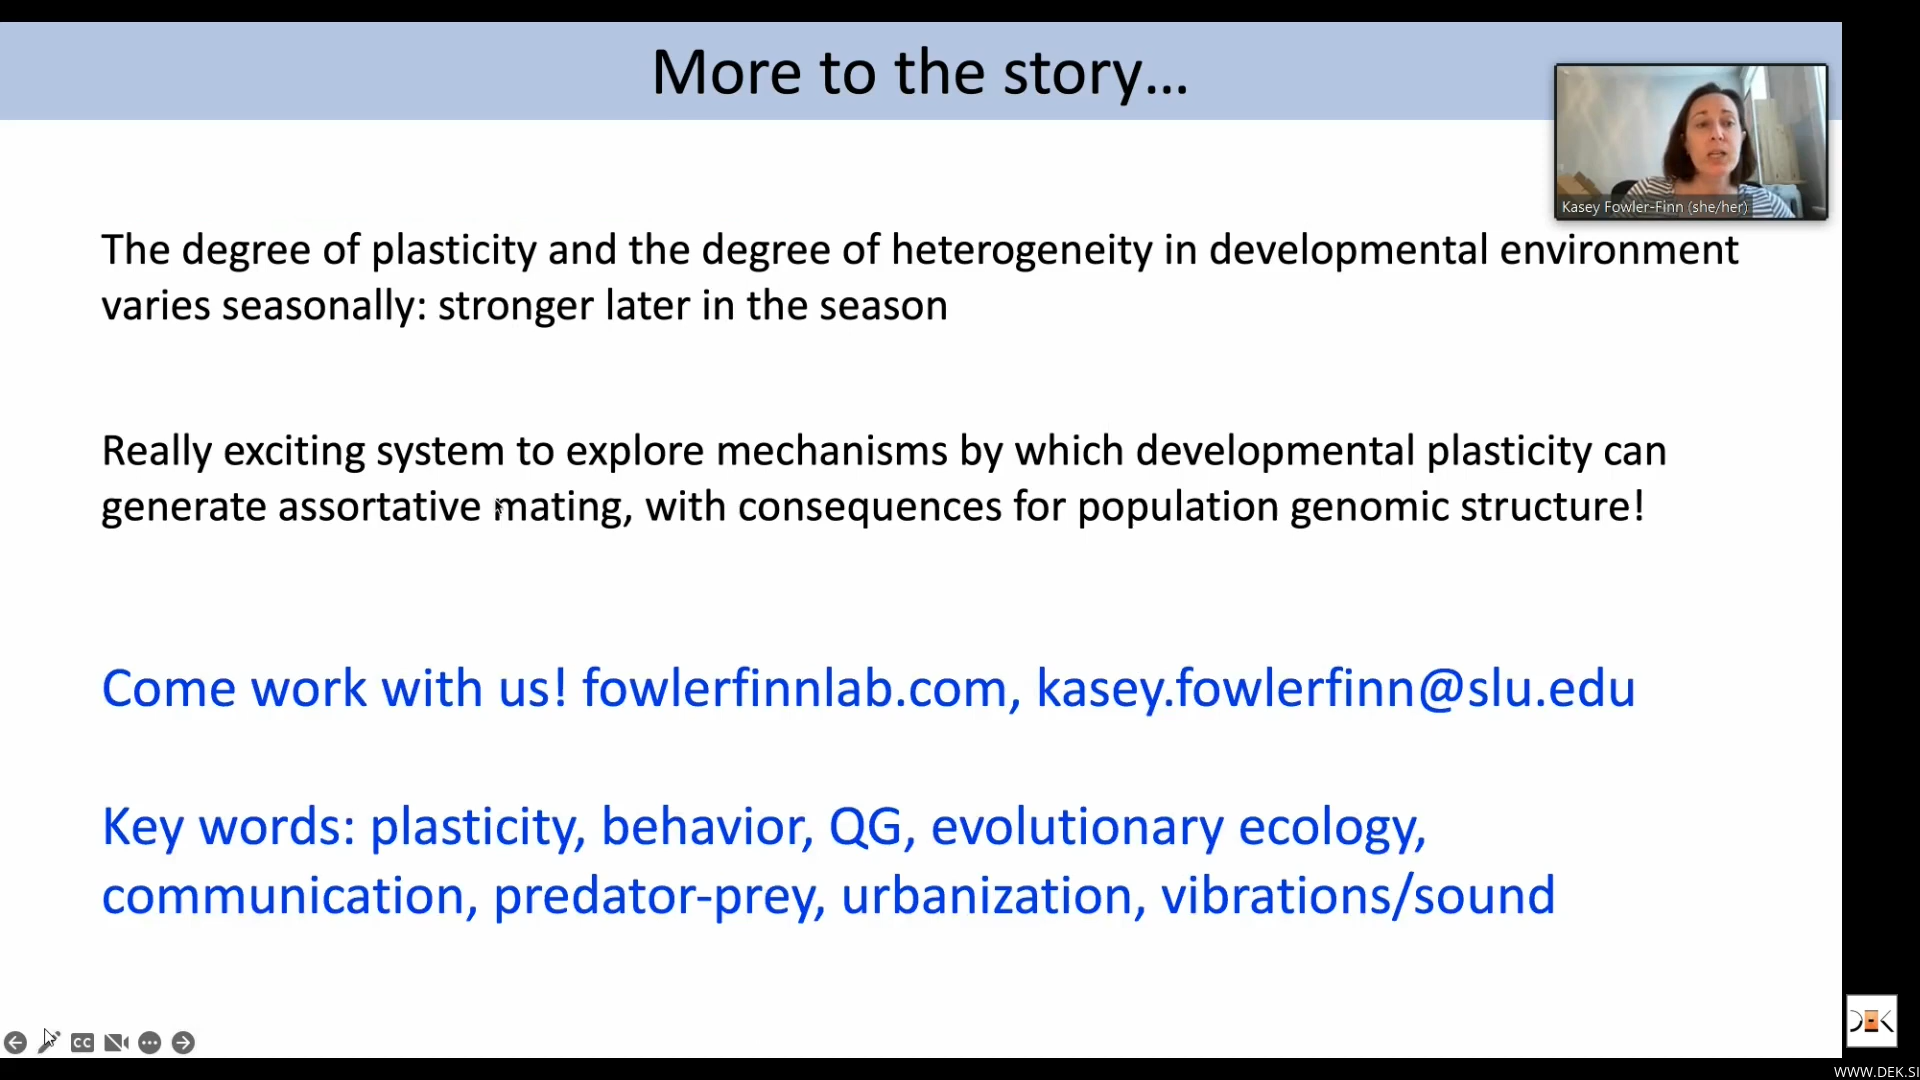 More to the story...
Kasey Fowler-Finn (she/her)
The degree of plasticity and the degree of heterogeneity in developmental environment
varies seasonally: stronger later in the season
Really exciting system to explore mechanisms by which developmental plasticity can
generate assortative mating, with consequences for population genomic structure!
Come work with us! fowlerfinnlab.com, kasey.fowlerfinn@slu.edu
Key words: plasticity, behavior, QG, evolutionary ecology,
communication, predator-prey, urbanization, vibrations/sound
CC
WWW.DEK.SI